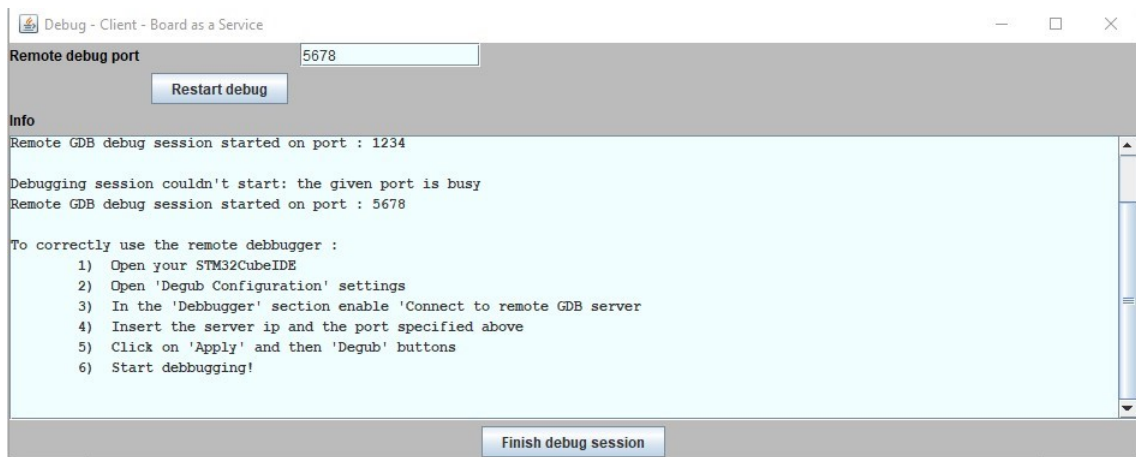 Debug - Client - Board as a Service
Remote debug port 5678
Restart debug
Info
Remote GDB debug session started on port : 1234
Debugging session couldn't start: the given port is busy
Remote GDB debug session started on port : 5678
To correctly use the remote debbugger :
1) Open your STM32CubeIDE
2) Open 'Degub Configuration' settings
3) In the 'Debbugger' section enable 'Connect to remote GDB server
4) Insert the server ip and the port specified above
5) Click on 'Apply' and then 'Degub' buttons
6) Start debbugging!
Finish debug session